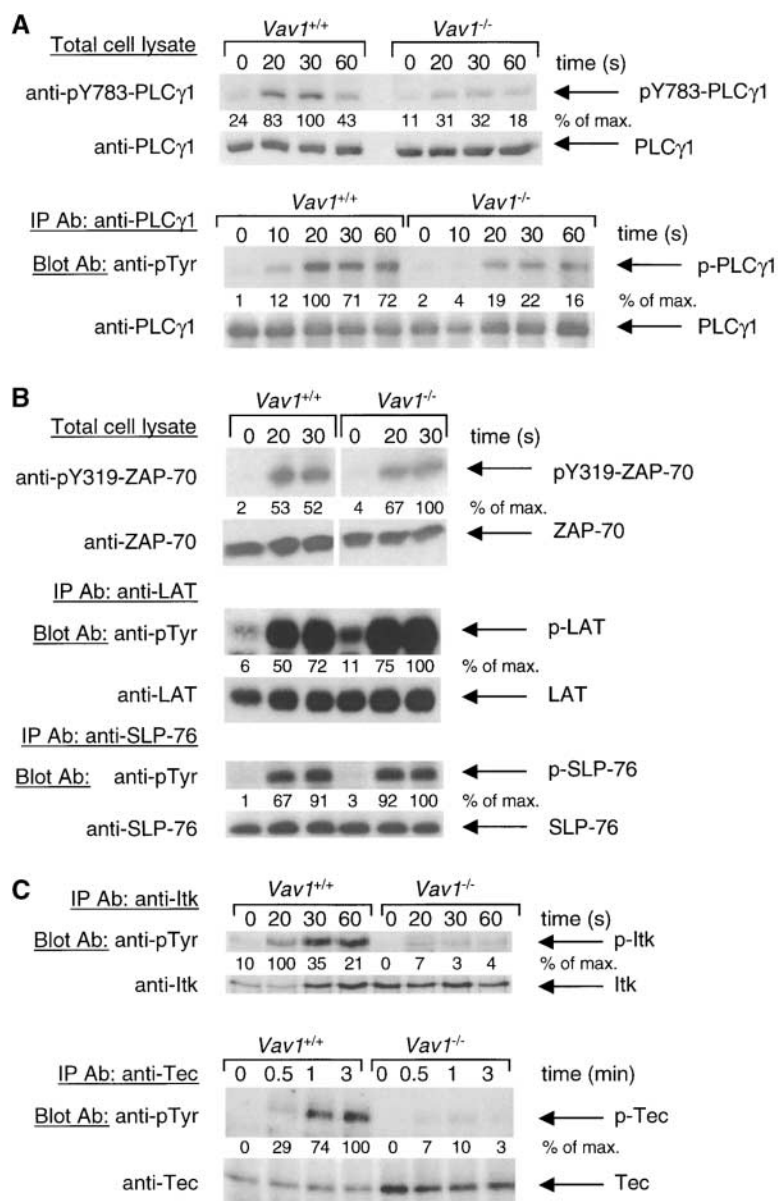 A
Vav1+/+ Vav1-/-
Total cell lysate 0 20 30 60 0 20 30 60 time (s)
anti-pY783-PLCγ1 pY783-PLCγ1
24 83 100 43 11 31 32 18 % of max.
anti-PLCγ1 PLCγ1
Vav1+/+ Vav1-/-
IP Ab: anti-PLCγ1 0 10 20 30 60 0 10 20 30 60 time (s)
Blot Ab: anti-pTyr p-PLCγ1
1 12 100 71 72 2 4 19 22 16 % of max.
anti-PLCγ1 PLCγ1
B
Vav1+/+ Vav1-/-
Total cell lysate 0 20 30 0 20 30 time (s)
anti-pY319-ZAP-70 pY319-ZAP-70
2 53 52 4 67 100 % of max.
anti-ZAP-70 ZAP-70
IP Ab: anti-LAT
Blot Ab: anti-pTyr p-LAT
6 50 72 11 75 100 % of max.
anti-LAT LAT
IP Ab: anti-SLP-76
Blot Ab: anti-pTyr p-SLP-76
1 67 91 3 92 100 % of max.
anti-SLP-76 SLP-76
C
Vav1+/+ Vav1-/-
IP Ab: anti-Itk 0 20 30 60 0 20 30 60 time (s)
Blot Ab: anti-pTyr p-Itk
10 100 35 21 0 7 3 4 % of max.
anti-Itk Itk
Vav1+/+ Vav1-/-
IP Ab: anti-Tec 0 0.5 1 3 0 0.5 1 3 time (min)
Blot Ab: anti-pTyr p-Tec
0 29 74 100 0 7 10 3 % of max.
anti-Tec Tec